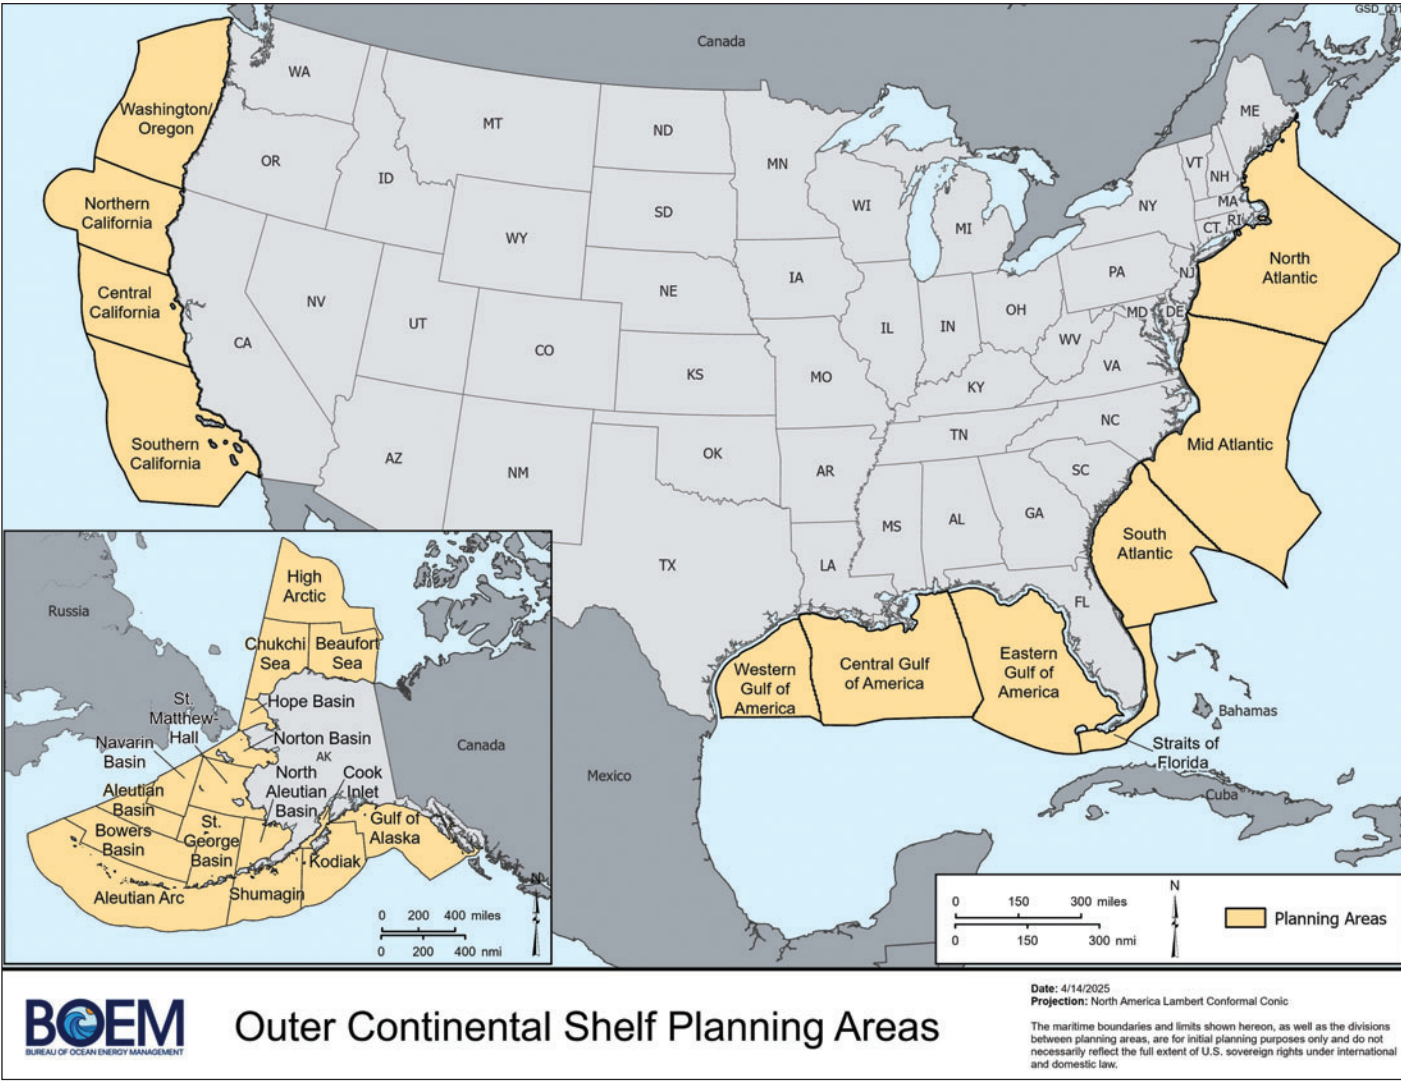 GSD_001
Canada
WA
OR
ID
MT
ND
SD
WY
NE
MN
WI
MI
IA
IL
IN
OH
PA
NY
VT
NH
ME
MA
RI
CT
NJ
DE
MD
WV
VA
KY
NC
TN
SC
GA
AL
MS
AR
LA
MO
KS
OK
TX
CO
NM
AZ
UT
NV
CA
FL
Washington/
Oregon
Northern
California
Central
California
Southern
California
North
Atlantic
Mid Atlantic
South
Atlantic
Western
Gulf of
America
Central Gulf
of America
Eastern
Gulf of
America
Straits of
Florida
Bahamas
Cuba
Mexico
Russia
High
Arctic
Chukchi
Sea
Beaufort
Sea
Hope Basin
St.
Matthew-
Hall
Navarin
Basin
Norton Basin
AK
Canada
North
Aleutian
Basin
Cook
Inlet
Aleutian
Basin
Bowers
Basin
St.
George
Basin
Gulf of
Alaska
Kodiak
Shumagin
Aleutian Arc
N
0 200 400 miles
0 200 400 nmi
0 150 300 miles
0 150 300 nmi
N
Planning Areas
BOEM
BUREAU OF OCEAN ENERGY MANAGEMENT
Outer Continental Shelf Planning Areas
Date: 4/14/2025
Projection: North America Lambert Conformal Conic
The maritime boundaries and limits shown hereon, as well as the divisions
between planning areas, are for initial planning purposes only and do not
necessarily reflect the full extent of U.S. sovereign rights under international
and domestic law.